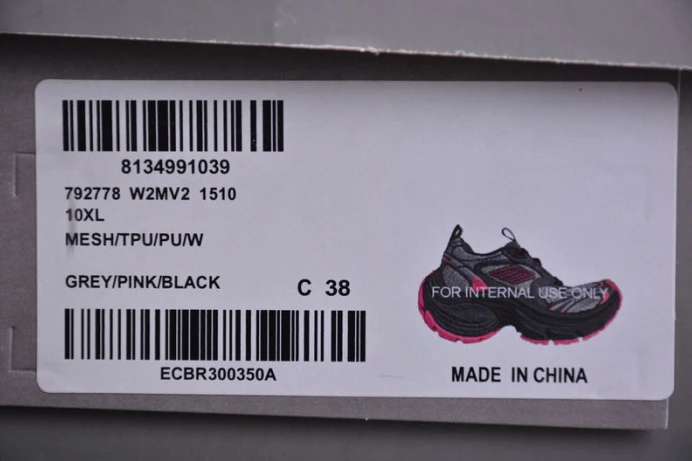 8134991039
792778 W2MV2 1510
10XL
MESH/TPU/PU/W
GREY/PINK/BLACK C 38
FOR INTERNAL USE ONLY
ECBR300350A
MADE IN CHINA